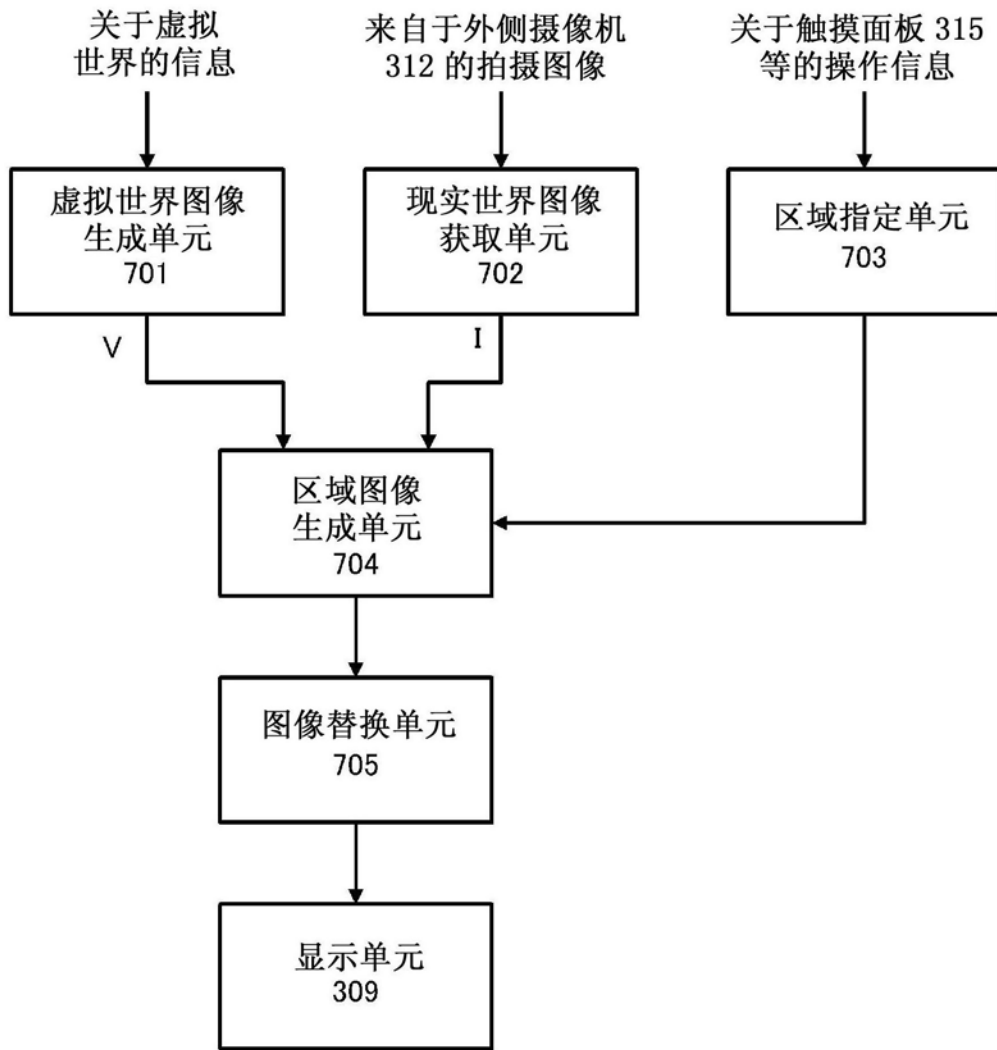 关于虚拟
世界的信息
来自于外侧摄像机
312 的拍摄图像
关于触摸面板 315
等的操作信息
虚拟世界图像
生成单元
701
现实世界图像
获取单元
702
区域指定单元
703
V
I
区域图像
生成单元
704
图像替换单元
705
显示单元
309